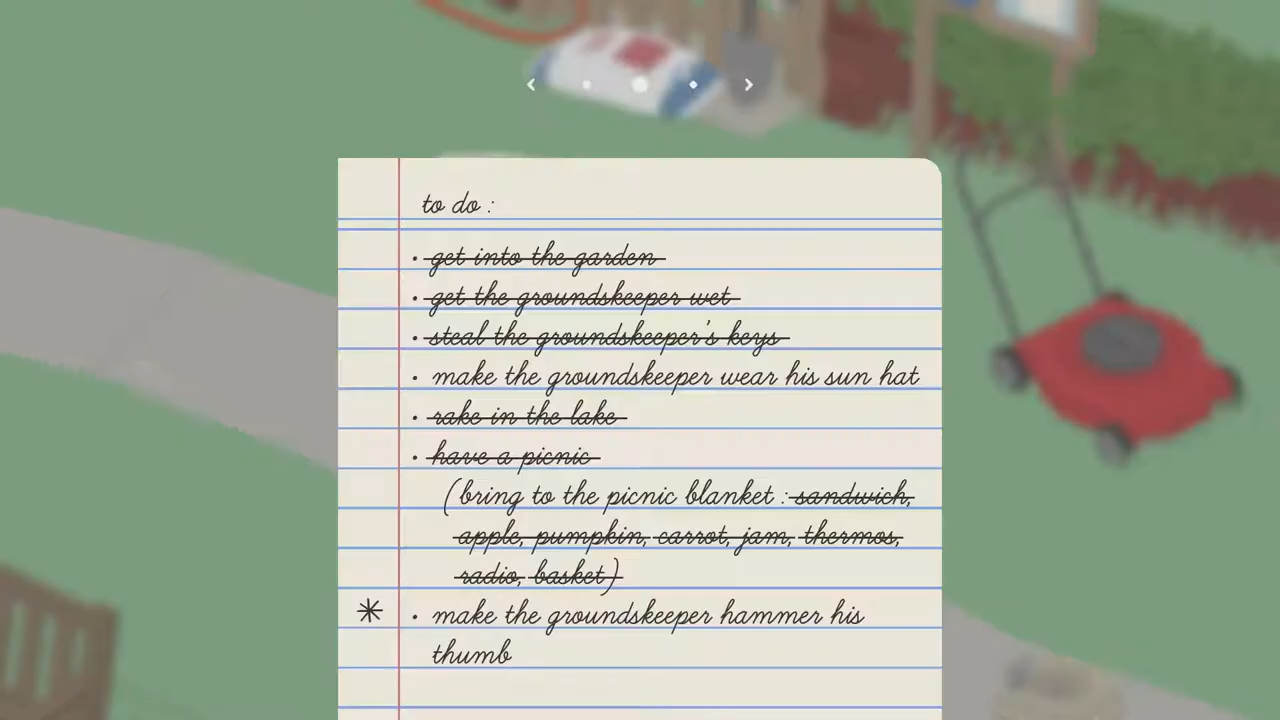 to do :
• get into the garden
• get the groundskeeper wet
• steal the groundskeeper's keys
• make the groundskeeper wear his sun hat
• rake in the lake
• have a picnic
(bring to the picnic blanket : sandwich,
apple, pumpkin, carrot, jam, thermos,
radio, basket)
• make the groundskeeper hammer his
thumb